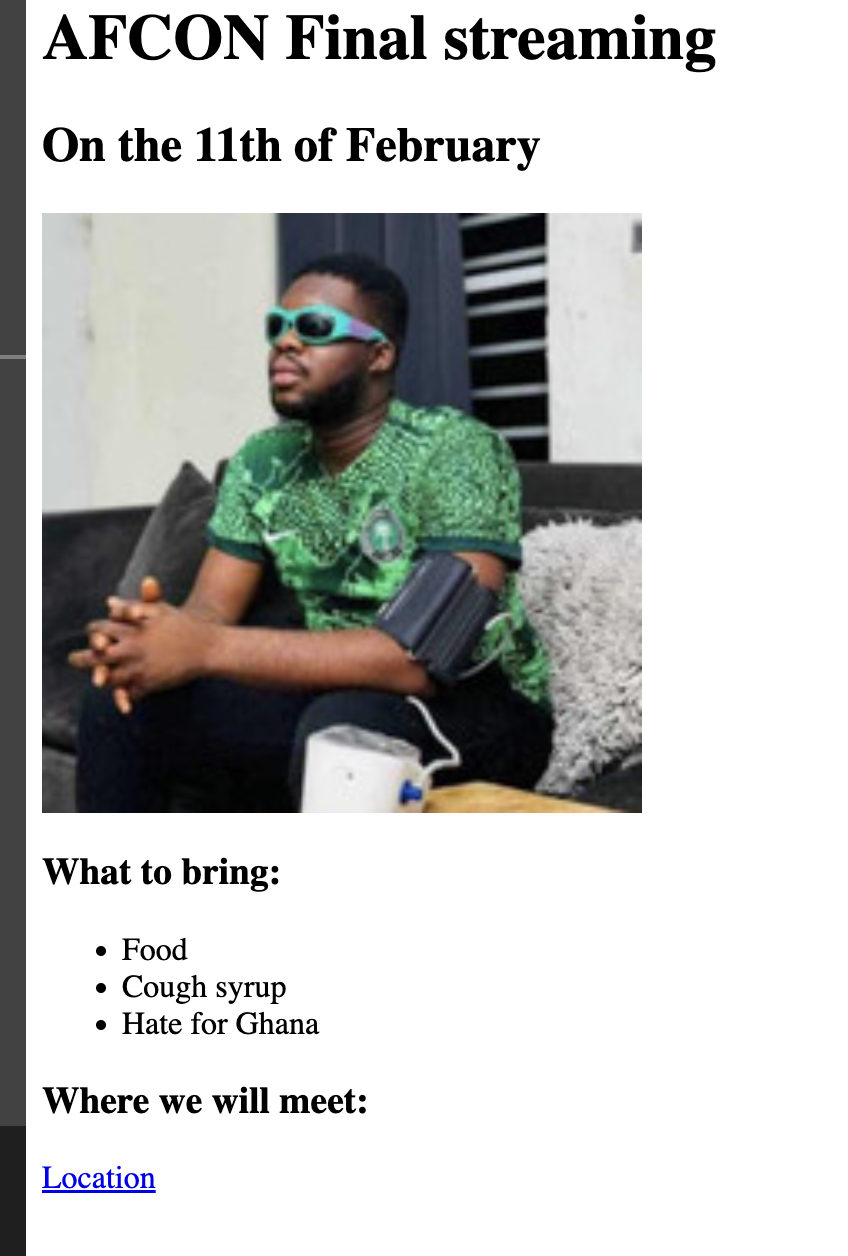 AFCON Final streaming
On the 11th of February
What to bring:
Food
Cough syrup
Hate for Ghana
Where we will meet:
Location